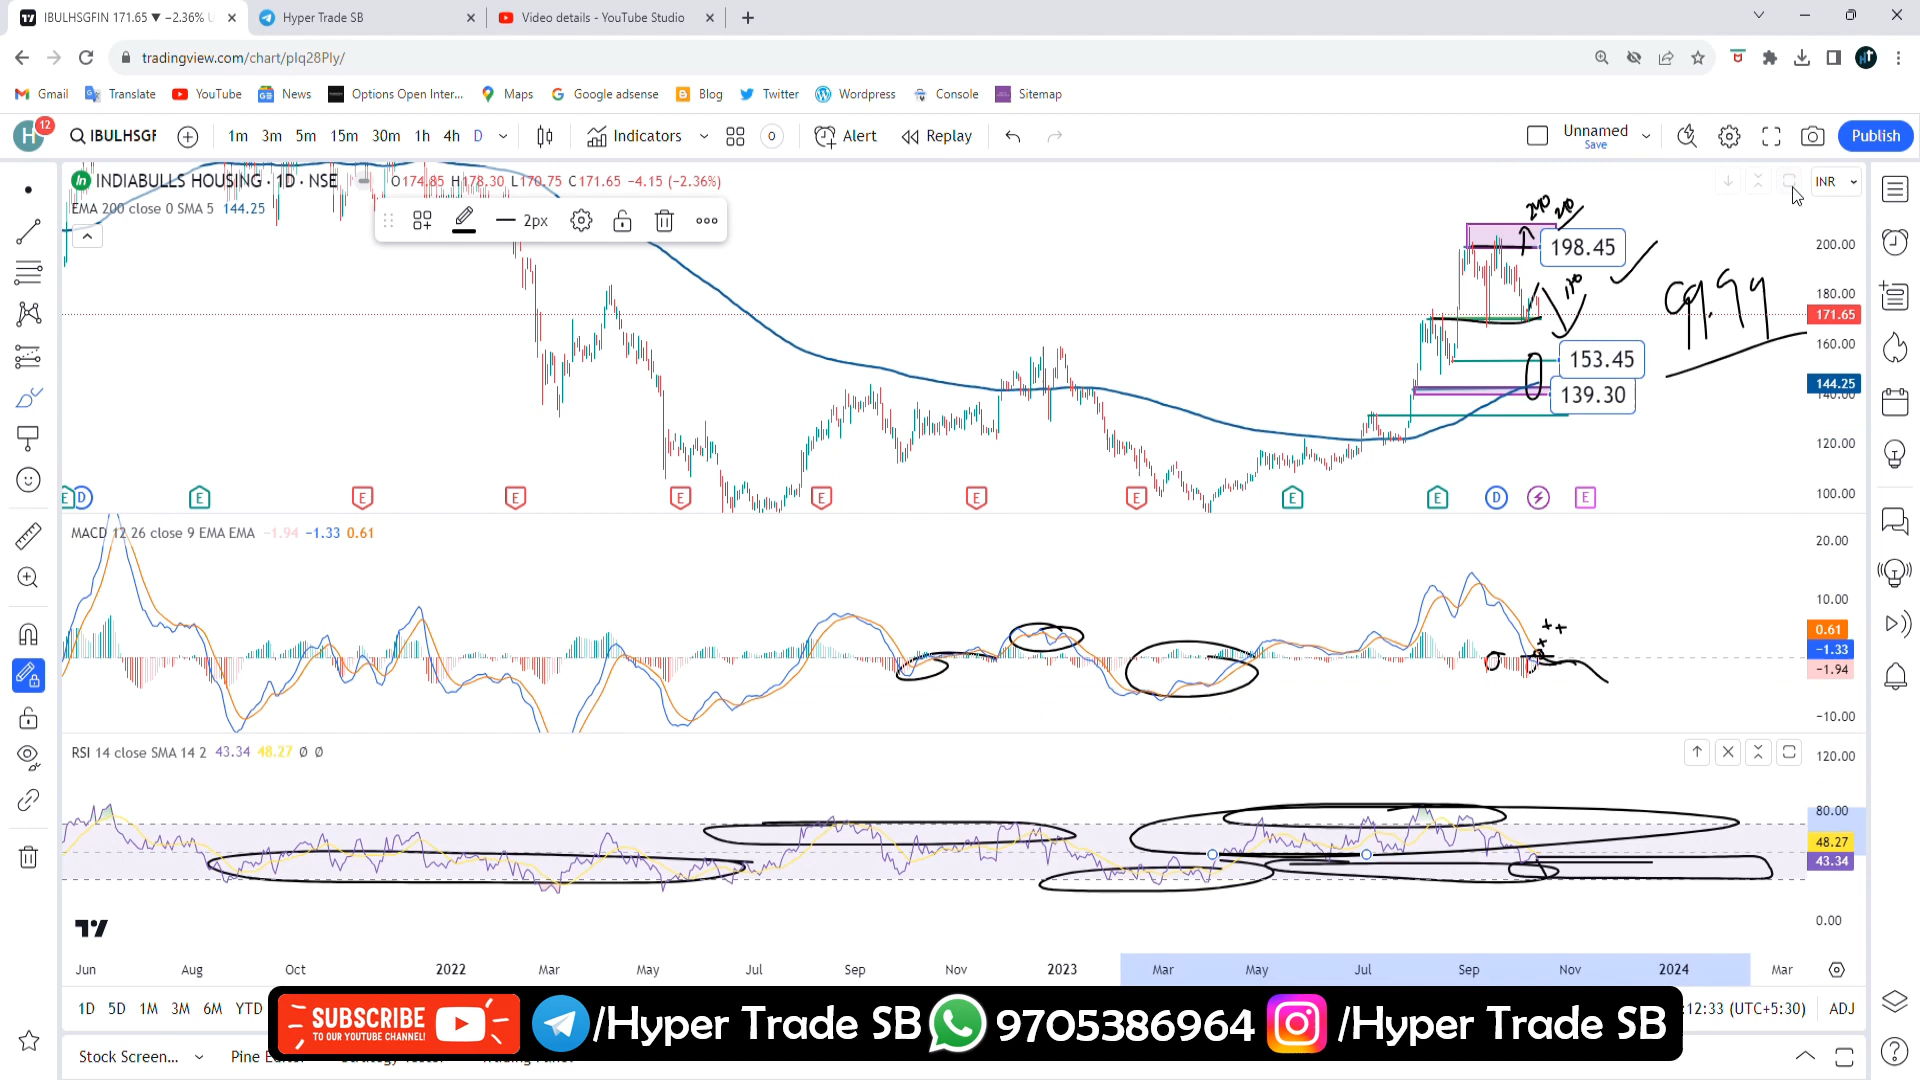 IBULHSGFIN 171.65 ▼ −2.36%
Hyper Trade SB
Video details - YouTube Studio
tradingview.com/chart/pIq28PIy/
Gmail
Translate
YouTube
News
Options Open Inter...
Maps
Google adsense
Blog
Twitter
Wordpress
Console
Sitemap
H
12
IBULHSGF
1m 3m 5m 15m 30m 1h 4h D
Indicators
0
Alert
Replay
Unnamed
Save
Publish
INDIABULLS HOUSING · 1D · NSE
O174.85 H178.30 L170.75 C171.65 −4.15 (−2.36%)
INR
EMA 200 close 0 SMA 5 144.25
2px
198.45
153.45
139.30
99.99
200.00
180.00
171.65
160.00
144.25
140.00
120.00
100.00
E D E E E E E E E E E D E
MACD 12 26 close 9 EMA EMA −1.94 −1.33 0.61
20.00
10.00
0.61
−1.33
−1.94
−10.00
RSI 14 close SMA 14 2 43.34 48.27 Ø Ø
120.00
80.00
48.27
43.34
0.00
Jun Aug Oct 2022 Mar May Jul Sep Nov 2023 Mar May Jul Sep Nov 2024 Mar
1D 5D 1M 3M 6M YTD
:12:33 (UTC+5:30) ADJ
SUBSCRIBE
TO OUR YOUTUBE CHANNEL!
/Hyper Trade SB
9705386964
/Hyper Trade SB
Stock Screen...